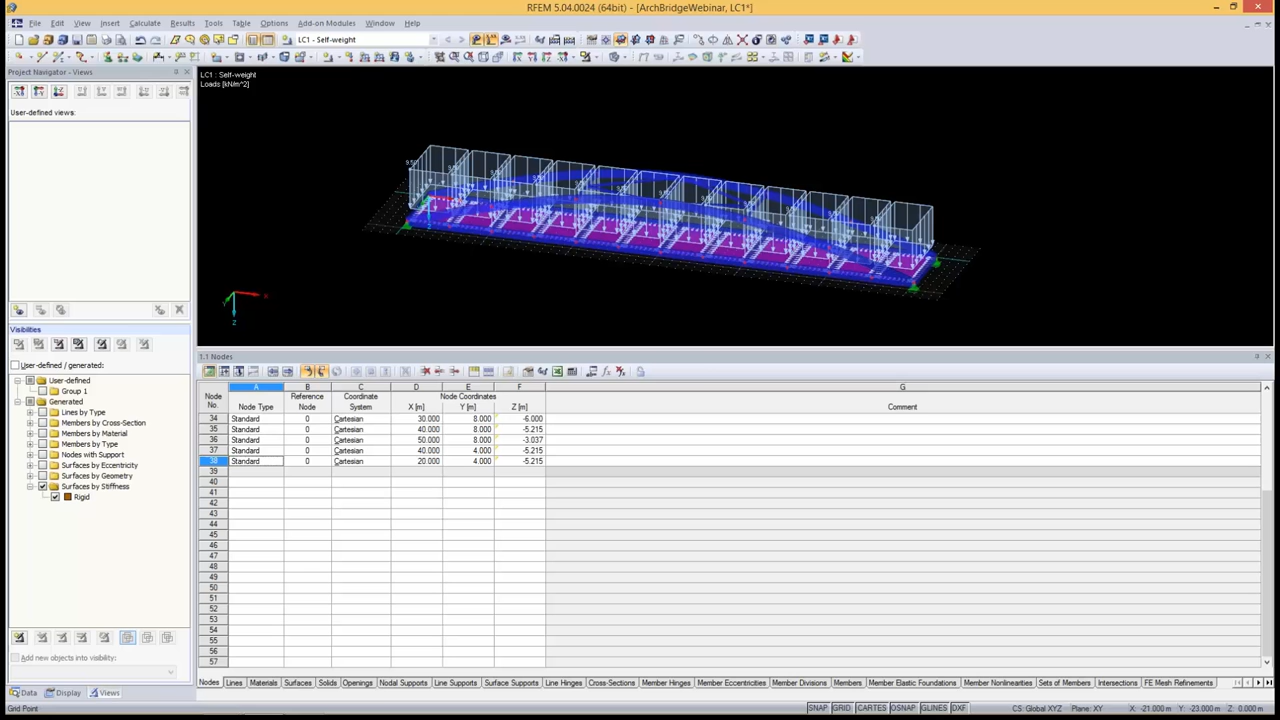 RFEM 5.04.0024 (64bit) - [ArchBridgeWebinar, LC1*]
File Edit View Insert Calculate Results Tools Table Options Add-on Modules Window Help
LC1 - Self-weight
Project Navigator - Views
User-defined views:
LC1 : Self-weight
Loads [kN/m^2]
X
Y
Z
Visibilities
User-defined / generated:
User-defined
Group 1
Generated
Lines by Type
Members by Cross-Section
Members by Material
Members by Type
Nodes with Support
Surfaces by Eccentricity
Surfaces by Geometry
Surfaces by Stiffness
Rigid
Add new objects into visibility:
Data Display Views
1.1 Nodes
A B C D E F G
Node No. Node Type Reference Node Coordinate System Node Coordinates X [m] Y [m] Z [m] Comment
34 Standard 0 Cartesian 30.000 8.000 -6.000
35 Standard 0 Cartesian 40.000 8.000 -5.215
36 Standard 0 Cartesian 50.000 8.000 -3.037
37 Standard 0 Cartesian 40.000 4.000 -5.215
38 Standard 0 Cartesian 20.000 4.000 -5.215
39
40
41
42
43
44
45
46
47
48
49
50
51
52
53
54
55
56
57
Nodes Lines Materials Surfaces Solids Openings Nodal Supports Line Supports Surface Supports Line Hinges Cross-Sections Member Hinges Member Eccentricities Member Divisions Members Member Elastic Foundations Member Nonlinearities Sets of Members Intersections FE Mesh Refinements
Grid Point
SNAP GRID CARTES OSNAP GLINES DXF CS: Global XYZ Plane: XY X: -21.000 m Y: -23.000 m Z: 0.000 m